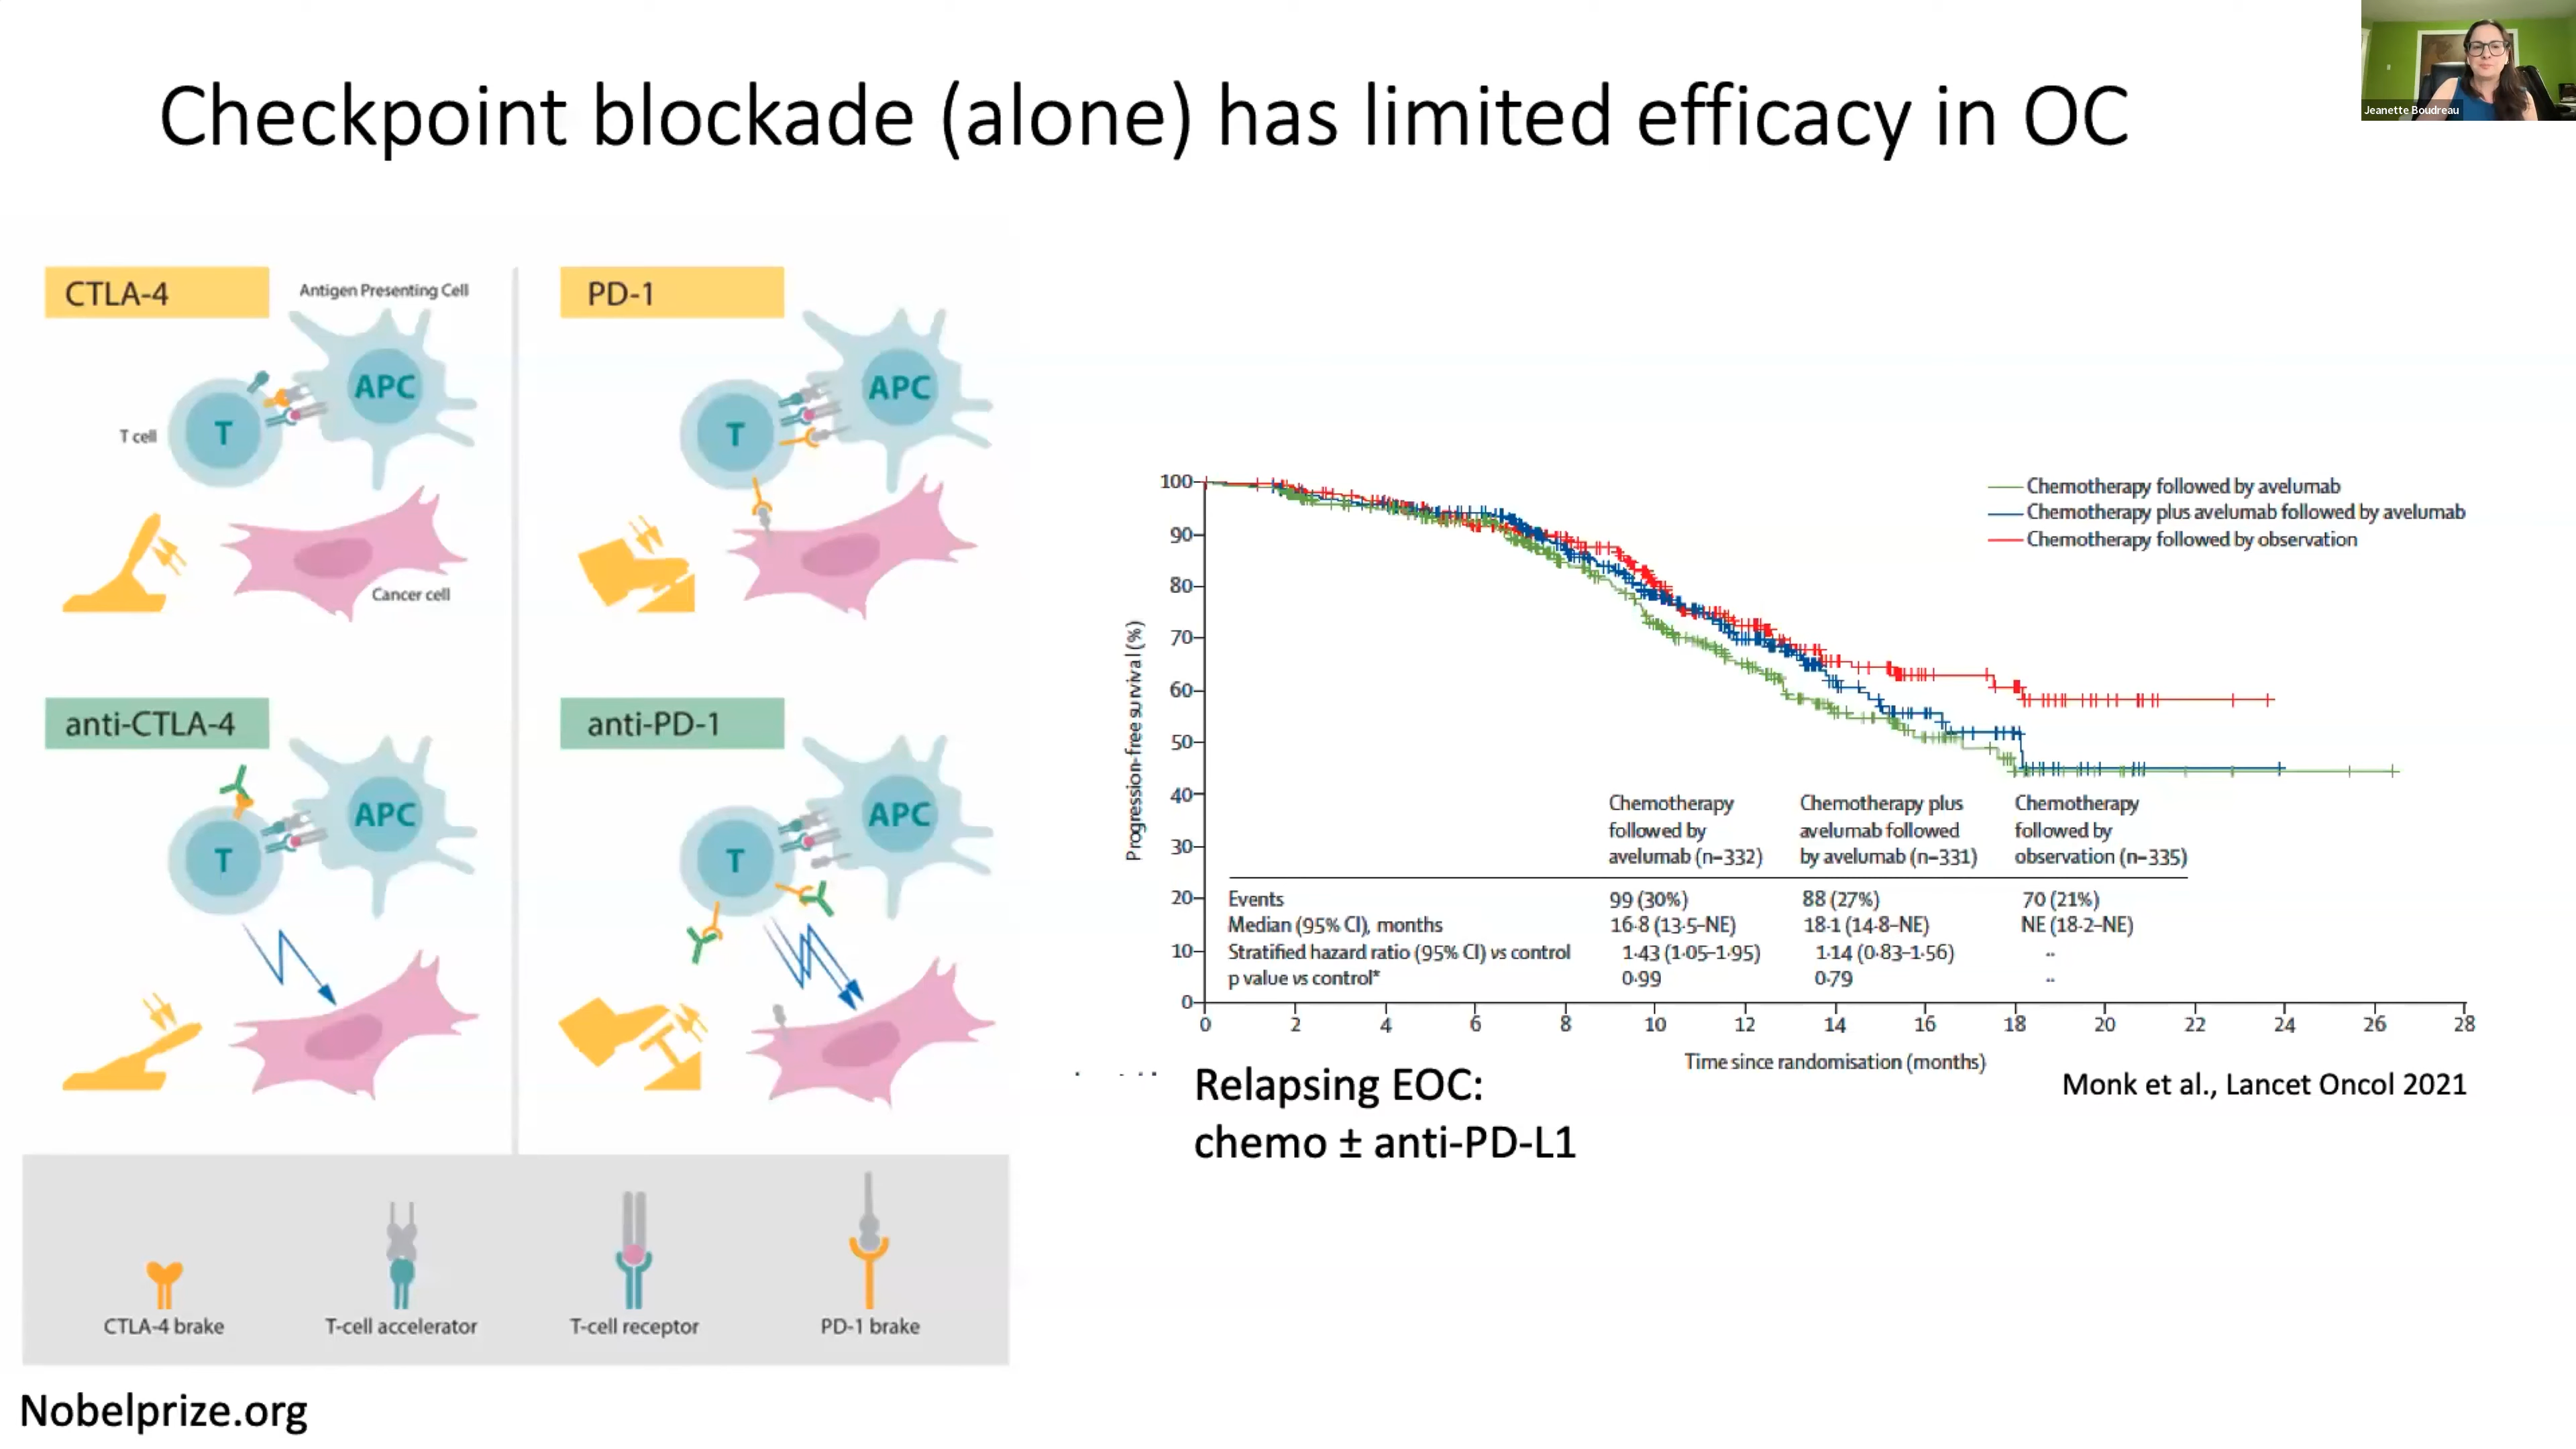 Checkpoint blockade (alone) has limited efficacy in OC
Jeanette Boudreau
CTLA-4
Antigen Presenting Cell
APC
T
T cell
Cancer cell
PD-1
APC
T
anti-CTLA-4
APC
T
anti-PD-1
APC
T
CTLA-4 brake
T-cell accelerator
T-cell receptor
PD-1 brake
Nobelprize.org
Chemotherapy followed by avelumab
Chemotherapy plus avelumab followed by avelumab
Chemotherapy followed by observation
Progression-free survival (%)
100
90
80
70
60
50
40
30
20
10
0
Chemotherapy
followed by
avelumab (n=332)
Chemotherapy plus
avelumab followed
by avelumab (n=331)
Chemotherapy
followed by
observation (n=335)
Events 99 (30%) 88 (27%) 70 (21%)
Median (95% CI), months 16·8 (13·5–NE) 18·1 (14·8–NE) NE (18·2–NE)
Stratified hazard ratio (95% CI) vs control 1·43 (1·05–1·95) 1·14 (0·83–1·56) ··
p value vs control* 0·99 0·79 ··
0 2 4 6 8 10 12 14 16 18 20 22 24 26 28
Time since randomisation (months)
Relapsing EOC:
chemo ± anti-PD-L1
Monk et al., Lancet Oncol 2021